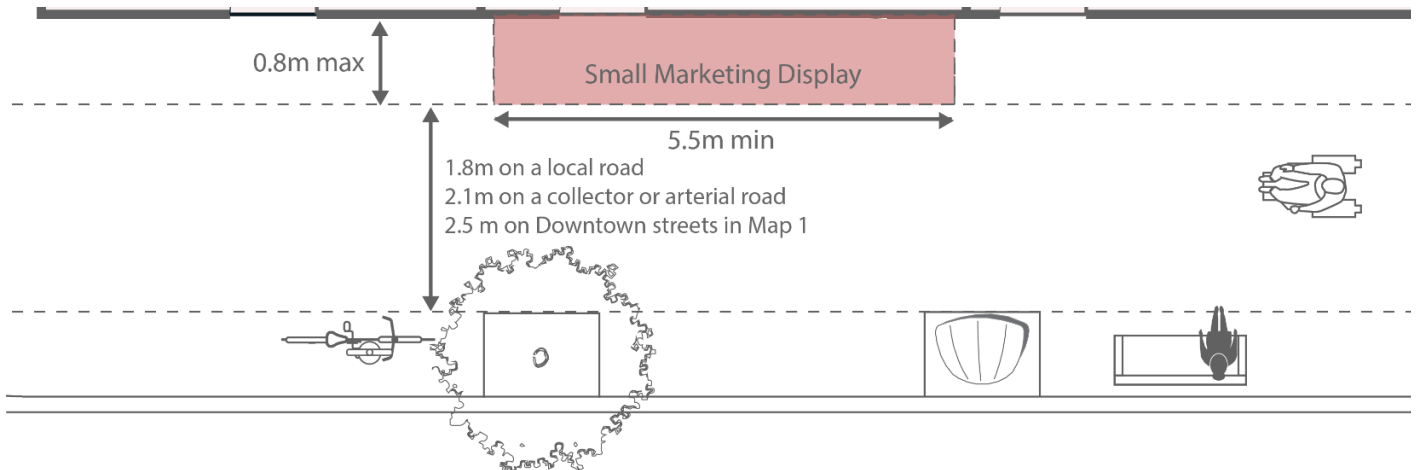 0.8m max
Small Marketing Display
5.5m min
1.8m on a local road
2.1m on a collector or arterial road
2.5 m on Downtown streets in Map 1